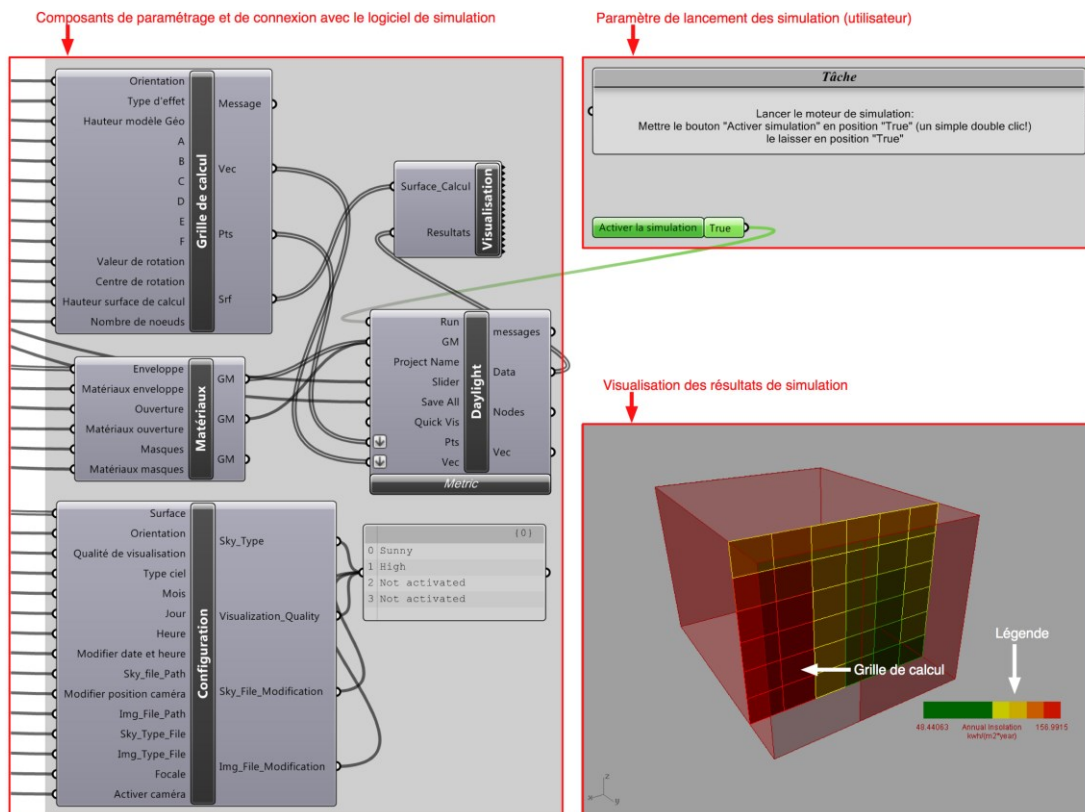 Composants de paramétrage et de connexion avec le logiciel de simulation
Orientation
Type d'effet
Hauteur modèle Géo
A
B
C
D
E
F
Valeur de rotation
Centre de rotation
Hauteur surface de calcul
Nombre de noeuds
Grille de calcul
Message
Vec
Pts
Srf
Surface_Calcul
Resultats
Visualisation
Enveloppe
Matériaux enveloppe
Ouverture
Matériaux ouverture
Masques
Matériaux masques
Matériaux
GM
GM
GM
Run
GM
Project Name
Slider
Save All
Quick Vis
Pts
Vec
Daylight
messages
Data
Nodes
Vec
Metric
Surface
Orientation
Qualité de visualisation
Type ciel
Mois
Jour
Heure
Modifier date et heure
Sky_file_Path
Modifier position caméra
Img_File_Path
Sky_Type_File
Img_Type_File
Focale
Activer caméra
Configuration
Sky_Type
Visualization_Quality
Sky_File_Modification
Img_File_Modification
{0}
0 Sunny
1 High
2 Not activated
3 Not activated
Paramètre de lancement des simulation (utilisateur)
Tâche
Lancer le moteur de simulation:
Mettre le bouton "Activer simulation" en position "True" (un simple double clic!)
le laisser en position "True"
Activer la simulation True
Visualisation des résultats de simulation
Légende
Grille de calcul
49.44063 Annual insolation 156.9915
kwh/(m2*year)
z
x
y